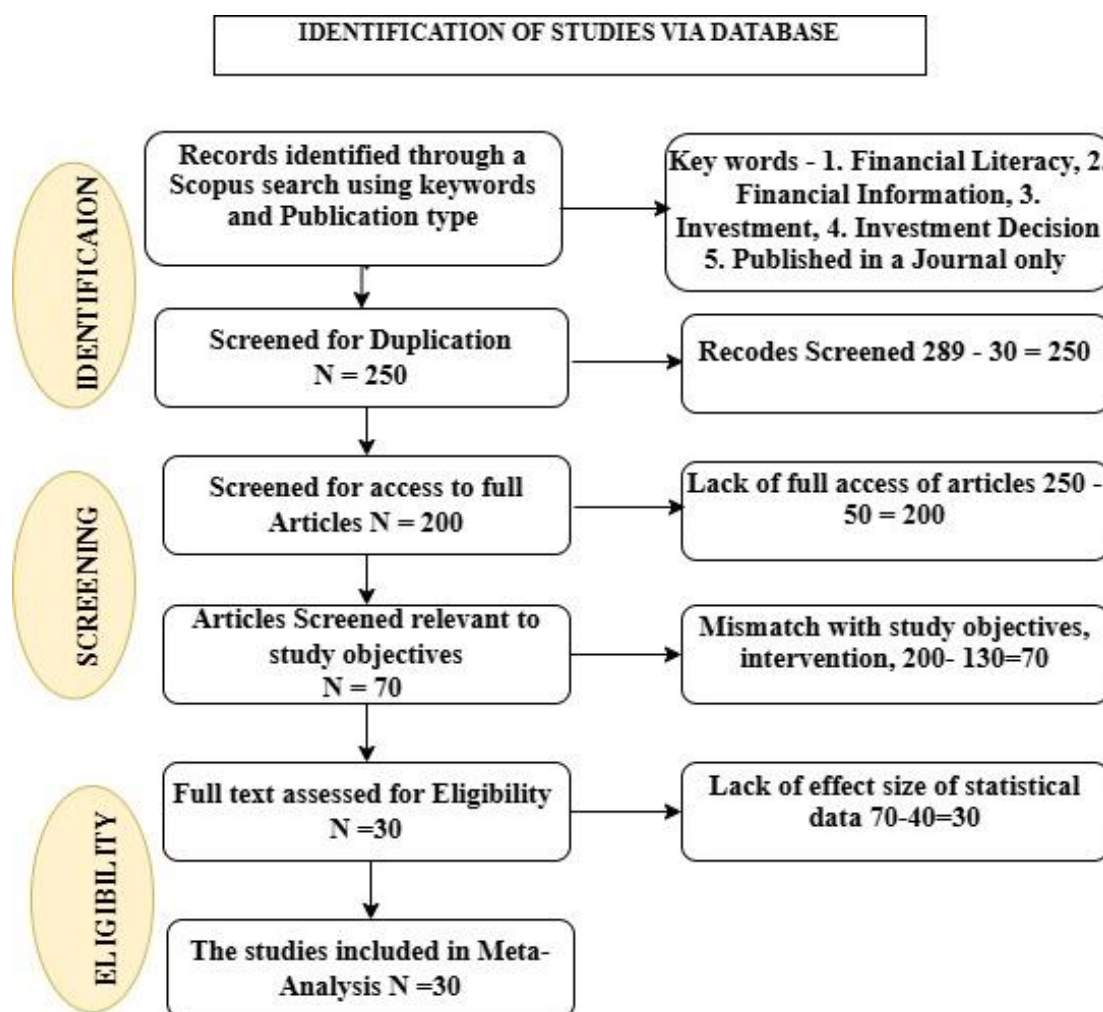 IDENTIFICATION OF STUDIES VIA DATABASE
IDENTIFICAION
Records identified through a
Scopus search using keywords
and Publication type
Key words - 1. Financial Literacy, 2.
Financial Information, 3.
Investment, 4. Investment Decision
5. Published in a Journal only
Screened for Duplication
N = 250
Recodes Screened 289 - 30 = 250
SCREENING
Screened for access to full
Articles N = 200
Lack of full access of articles 250 -
50 = 200
Articles Screened relevant to
study objectives
N = 70
Mismatch with study objectives,
intervention, 200- 130=70
ELIGIBILITY
Full text assessed for Eligibility
N =30
Lack of effect size of statistical
data 70-40=30
The studies included in Meta-
Analysis N =30